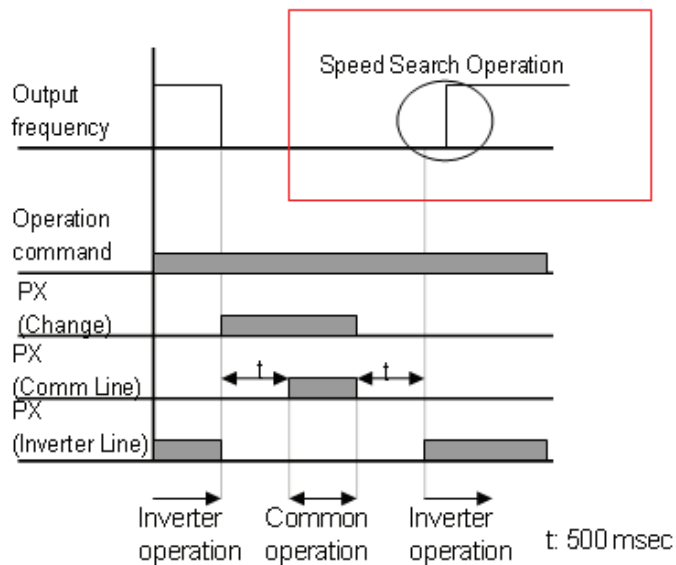 Speed Search Operation
Output
frequency
Operation
command
PX
(Change)
PX
(Comm Line)
t
t
PX
(Inverter Line)
Inverter
operation
Common
operation
Inverter
operation
t: 500 msec